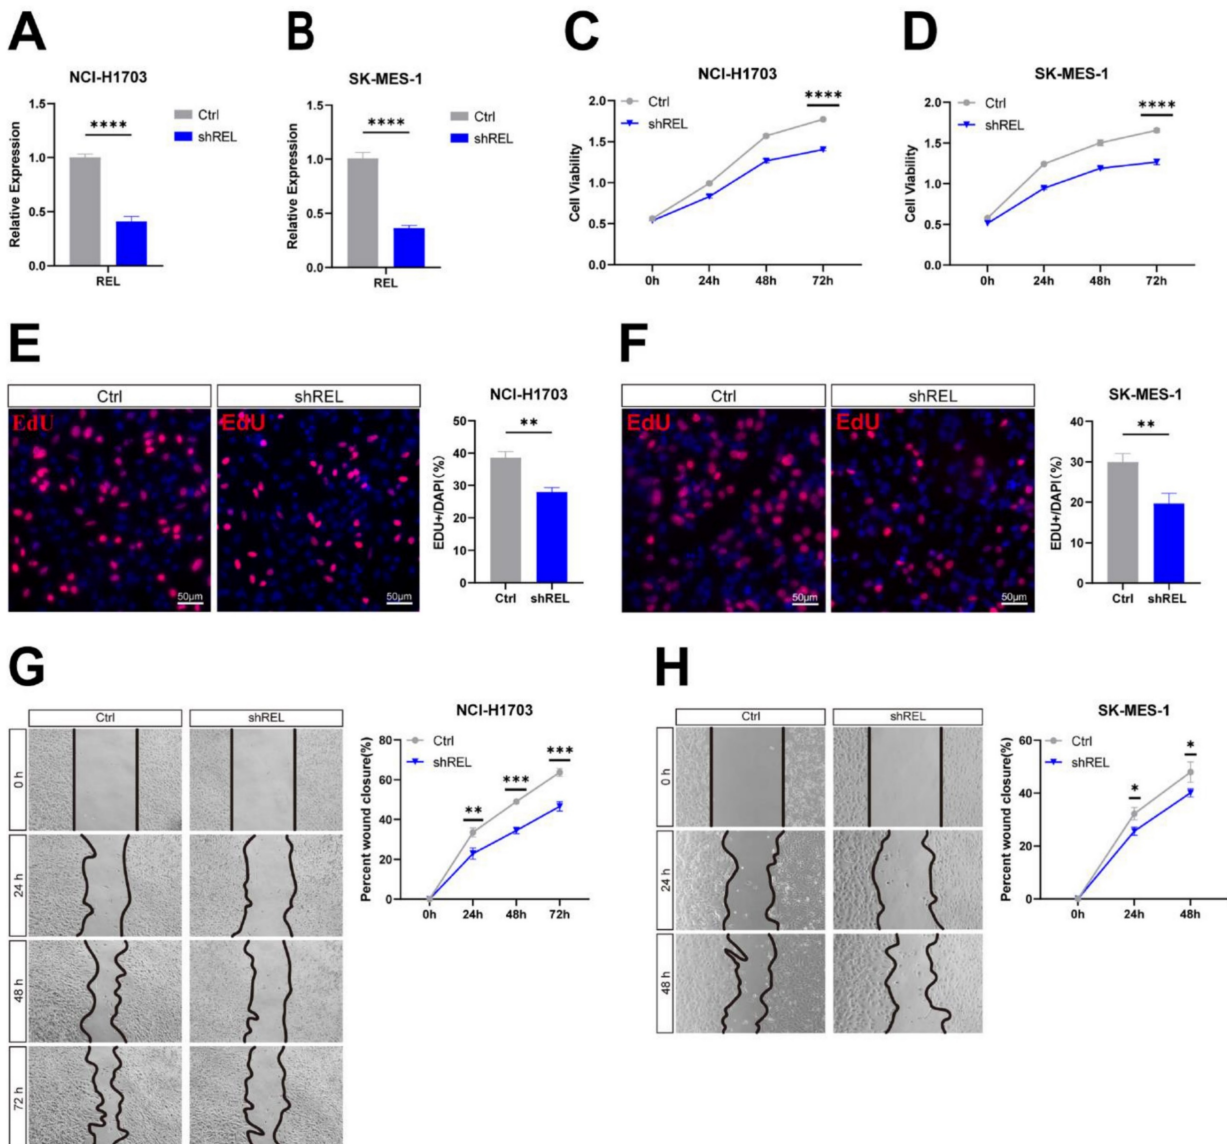 A
B
C
D
NCI-H1703
SK-MES-1
NCI-H1703
SK-MES-1
Relative Expression
1.5
1.0
0.5
0.0
****
REL
Ctrl
shREL
Relative Expression
1.5
1.0
0.5
0.0
****
REL
Ctrl
shREL
Cell Viability
2.0
1.5
1.0
0.5
0.0
Ctrl
shREL
****
0h 24h 48h 72h
Cell Viability
2.0
1.5
1.0
0.5
0.0
Ctrl
shREL
****
0h 24h 48h 72h
E
Ctrl
shREL
EdU
EdU
50μm
50μm
NCI-H1703
EDU+/DAPI(%)
50
40
30
20
10
0
**
Ctrl shREL
F
Ctrl
shREL
EdU
EdU
50μm
50μm
SK-MES-1
EDU+/DAPI(%)
40
30
20
10
0
**
Ctrl shREL
G
Ctrl
shREL
0 h
24 h
48 h
72 h
NCI-H1703
Percent wound closure(%)
80
60
40
20
0
Ctrl
shREL
**
***
***
0h 24h 48h 72h
H
Ctrl
shREL
0 h
24 h
48 h
SK-MES-1
Percent wound closure(%)
60
40
20
0
Ctrl
shREL
*
*
0h 24h 48h